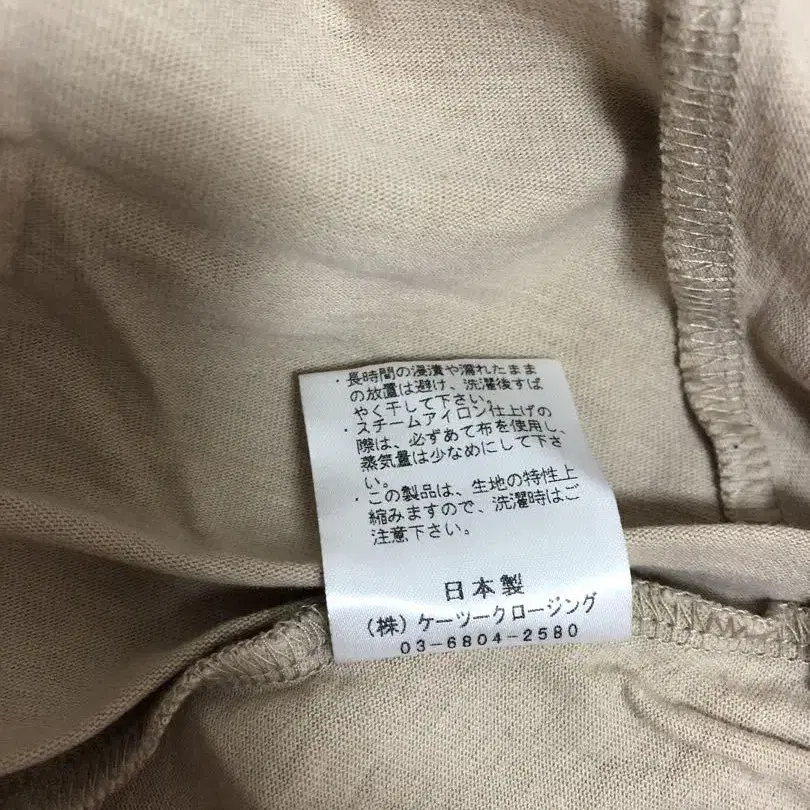 ・長時間の浸漬や濡れたまま
の放置は避け、洗濯後すば
やく干して下さい。
・スチームアイロン仕上げの
際は、必ずあて布を使用し、
蒸気量は少なめにして下さ
い。
・この製品は、生地の特性上
縮みますので、洗濯時はご
注意下さい。
日本製
(株)ケーツークロージング
03-6804-2580